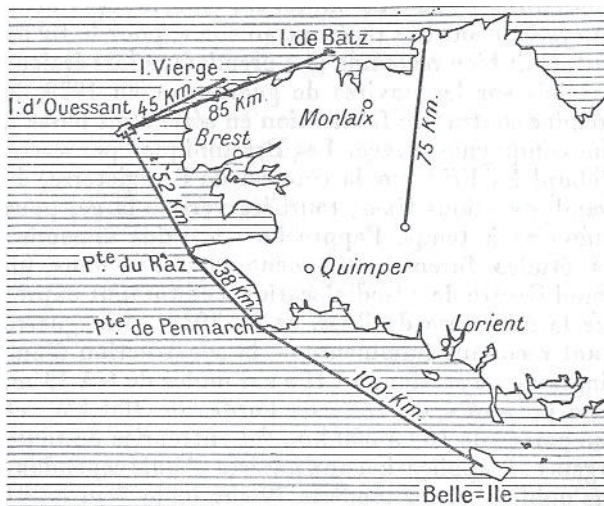 I. de Batz
I. Vierge
I. d'Ouessant 45 Km.
85 Km.
Morlaix
Brest
75 Km.
52 Km.
Pte du Raz
Quimper
38 Km.
Pte de Penmarch
Lorient
100 Km.
Belle=Ile